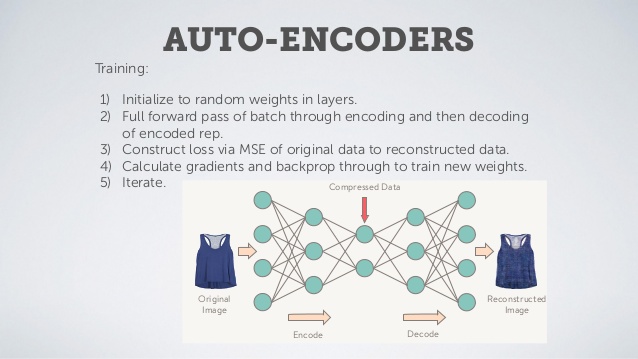 AUTO-ENCODERS
Training:
1) Initialize to random weights in layers.
2) Full forward pass of batch through encoding and then decoding
of encoded rep.
3) Construct loss via MSE of original data to reconstructed data.
4) Calculate gradients and backprop through to train new weights.
5) Iterate.
Compressed Data
Original
Image
Reconstructed
Image
Encode
Decode